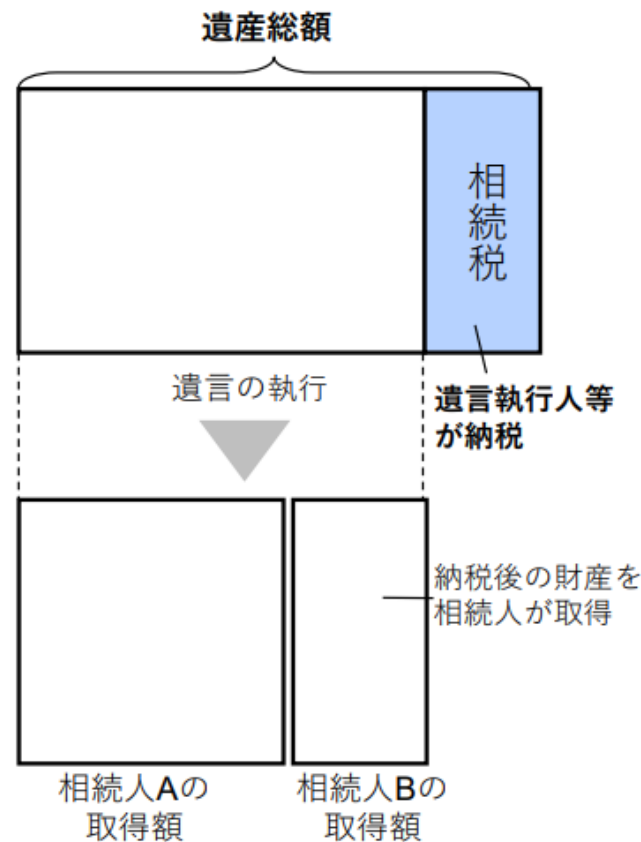 遺産総額
相続税
遺言の執行
遺言執行人等
が納税
納税後の財産を
相続人が取得
相続人Aの
取得額
相続人Bの
取得額